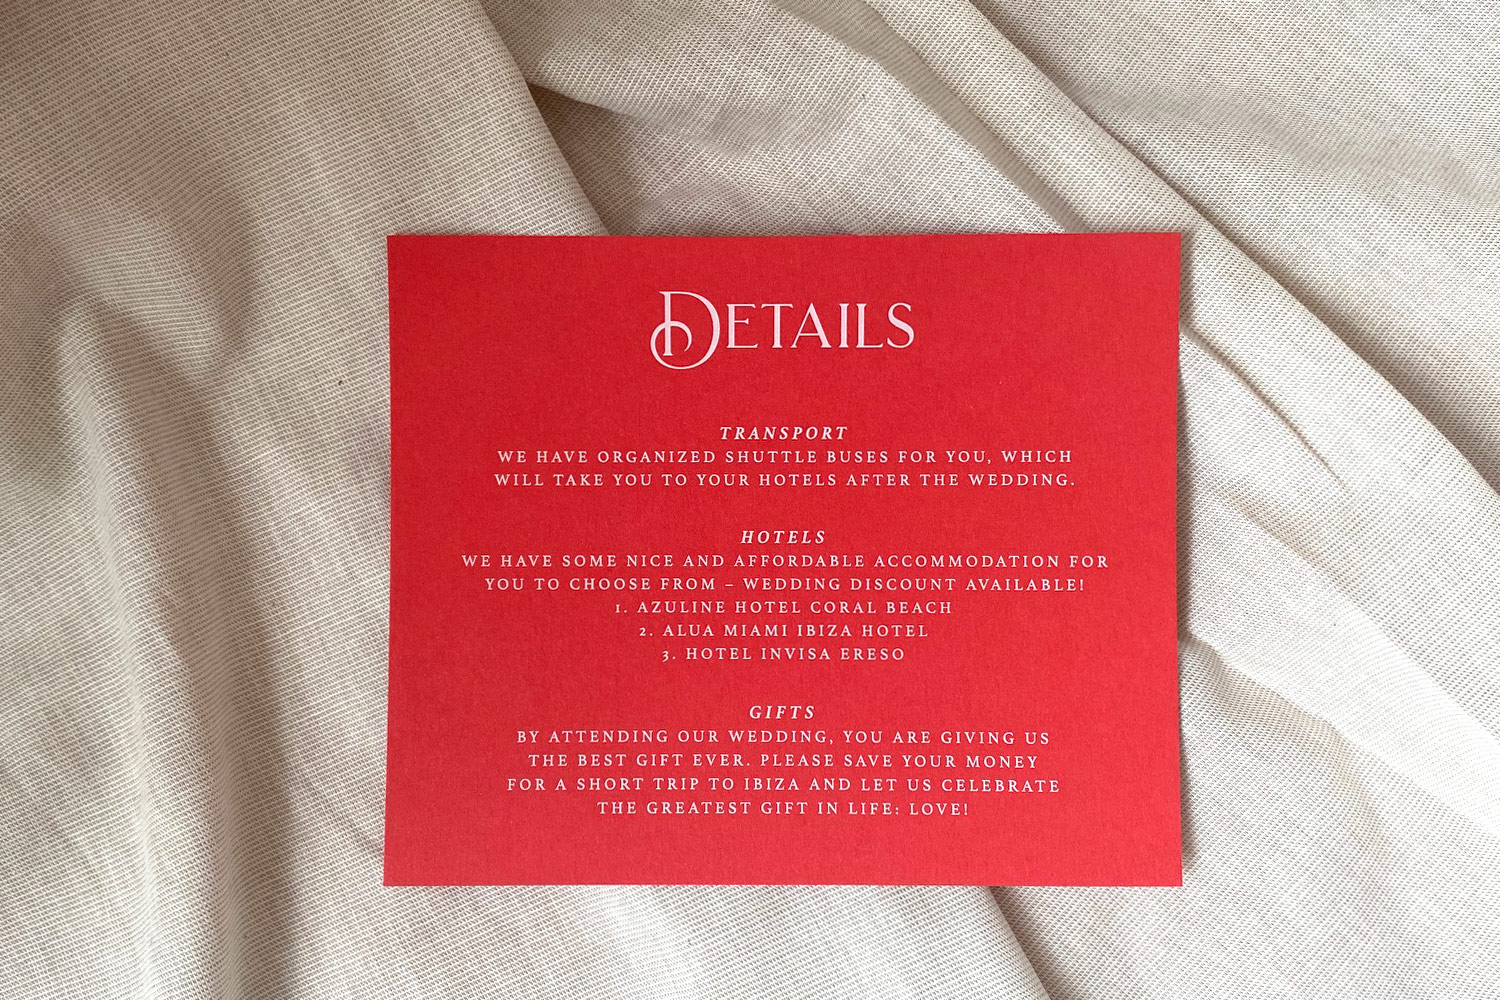 DETAILS
TRANSPORT
WE HAVE ORGANIZED SHUTTLE BUSES FOR YOU, WHICH
WILL TAKE YOU TO YOUR HOTELS AFTER THE WEDDING.
HOTELS
WE HAVE SOME NICE AND AFFORDABLE ACCOMMODATION FOR
YOU TO CHOOSE FROM – WEDDING DISCOUNT AVAILABLE!
1. AZULINE HOTEL CORAL BEACH
2. ALUA MIAMI IBIZA HOTEL
3. HOTEL INVISA ERESO
GIFTS
BY ATTENDING OUR WEDDING, YOU ARE GIVING US
THE BEST GIFT EVER. PLEASE SAVE YOUR MONEY
FOR A SHORT TRIP TO IBIZA AND LET US CELEBRATE
THE GREATEST GIFT IN LIFE: LOVE!